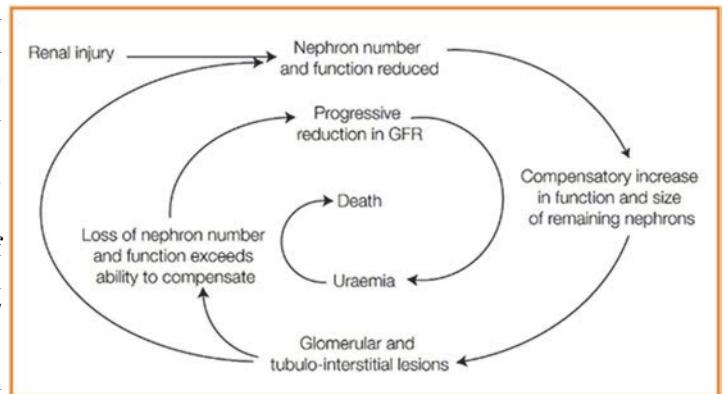 Renal injury
Nephron number
and function reduced
Progressive
reduction in GFR
Compensatory increase
in function and size
of remaining nephrons
Death
Loss of nephron number
and function exceeds
ability to compensate
Uraemia
Glomerular and
tubulo-interstitial lesions